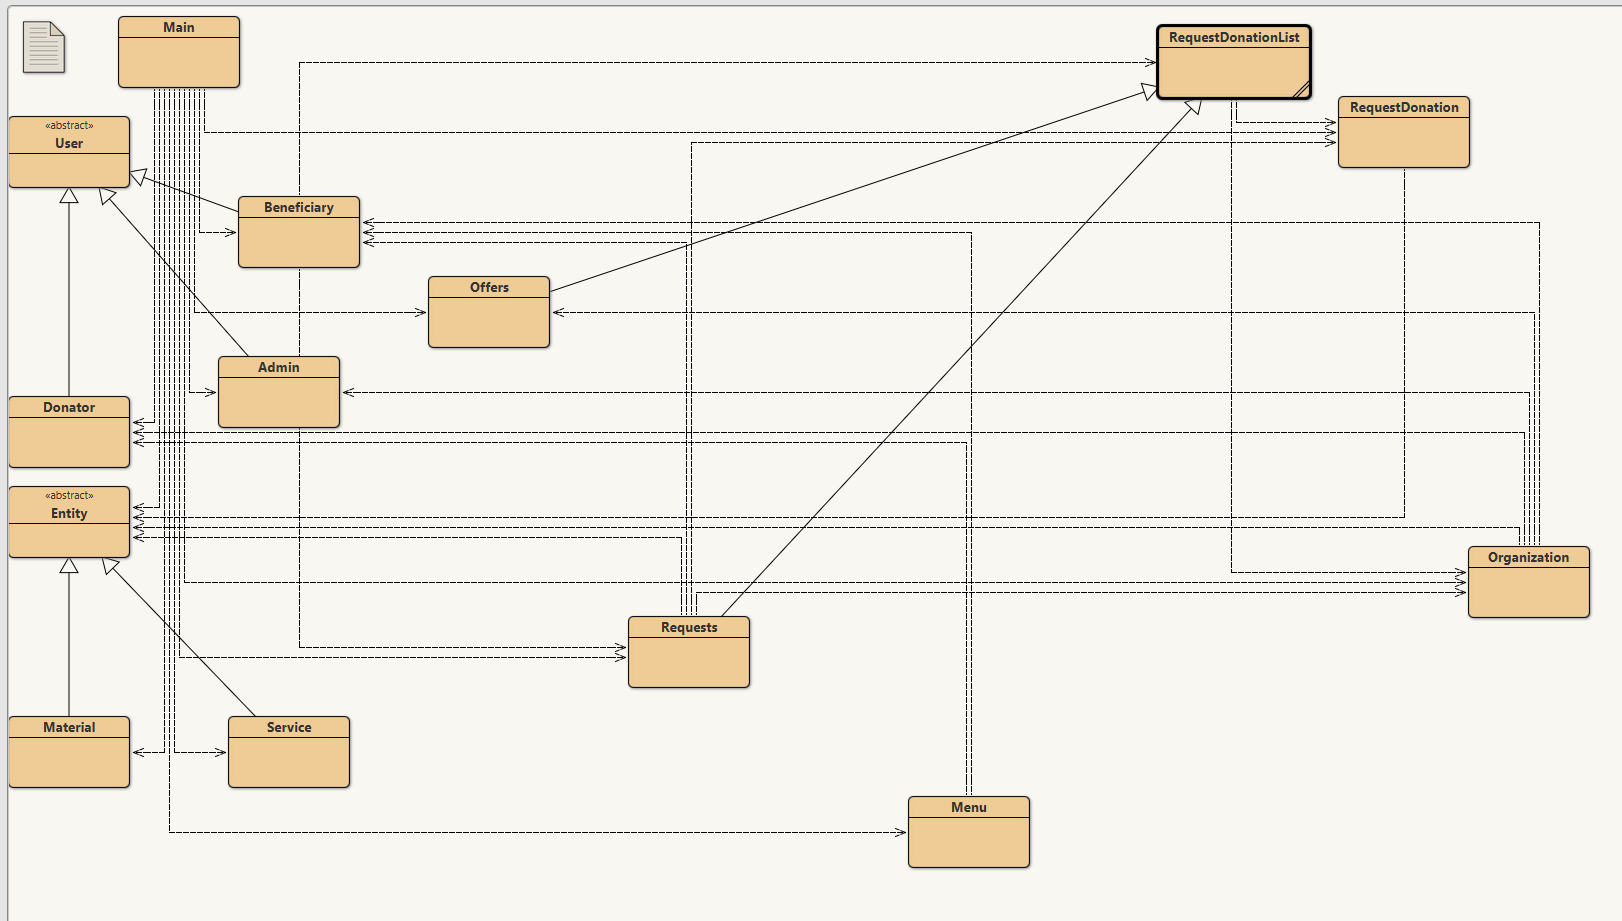 Main
RequestDonationList
RequestDonation
«abstract»
User
Beneficiary
Offers
Admin
Donator
«abstract»
Entity
Organization
Requests
Material
Service
Menu